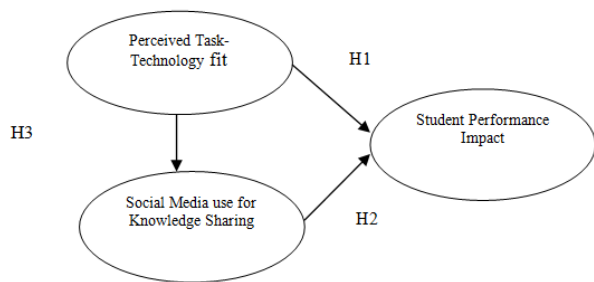 Perceived Task-
Technology fit
H1
Student Performance
Impact
H3
Social Media use for
Knowledge Sharing
H2